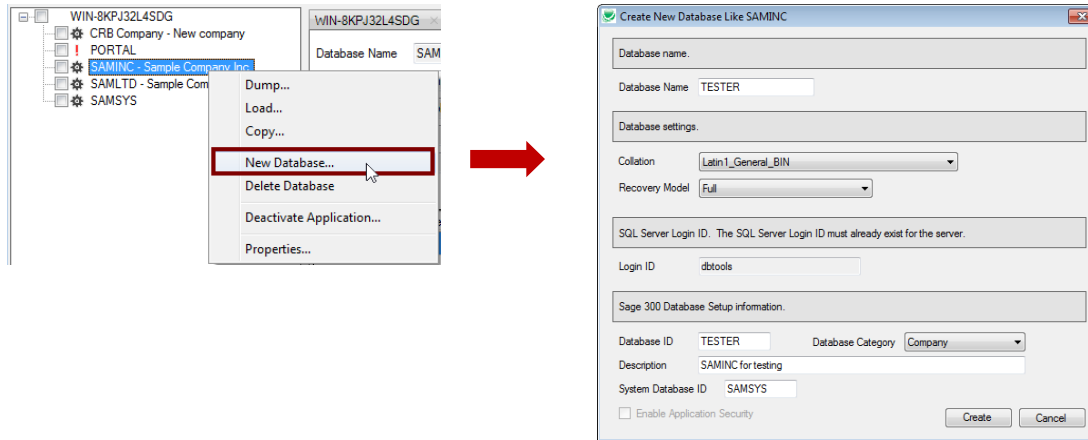 WIN-8KPJ32L4SDG
CRB Company - New company
PORTAL
SAMINC - Sample Company Inc.
SAMLTD - Sample Com
SAMSYS
WIN-8KPJ32L4SDG
Database Name SAM
Dump...
Load...
Copy...
New Database...
Delete Database
Deactivate Application...
Properties...
Create New Database Like SAMINC
Database name.
Database Name TESTER
Database settings.
Collation Latin1_General_BIN
Recovery Model Full
SQL Server Login ID. The SQL Server Login ID must already exist for the server.
Login ID dbtools
Sage 300 Database Setup information.
Database ID TESTER Database Category Company
Description SAMINC for testing
System Database ID SAMSYS
Enable Application Security Create Cancel